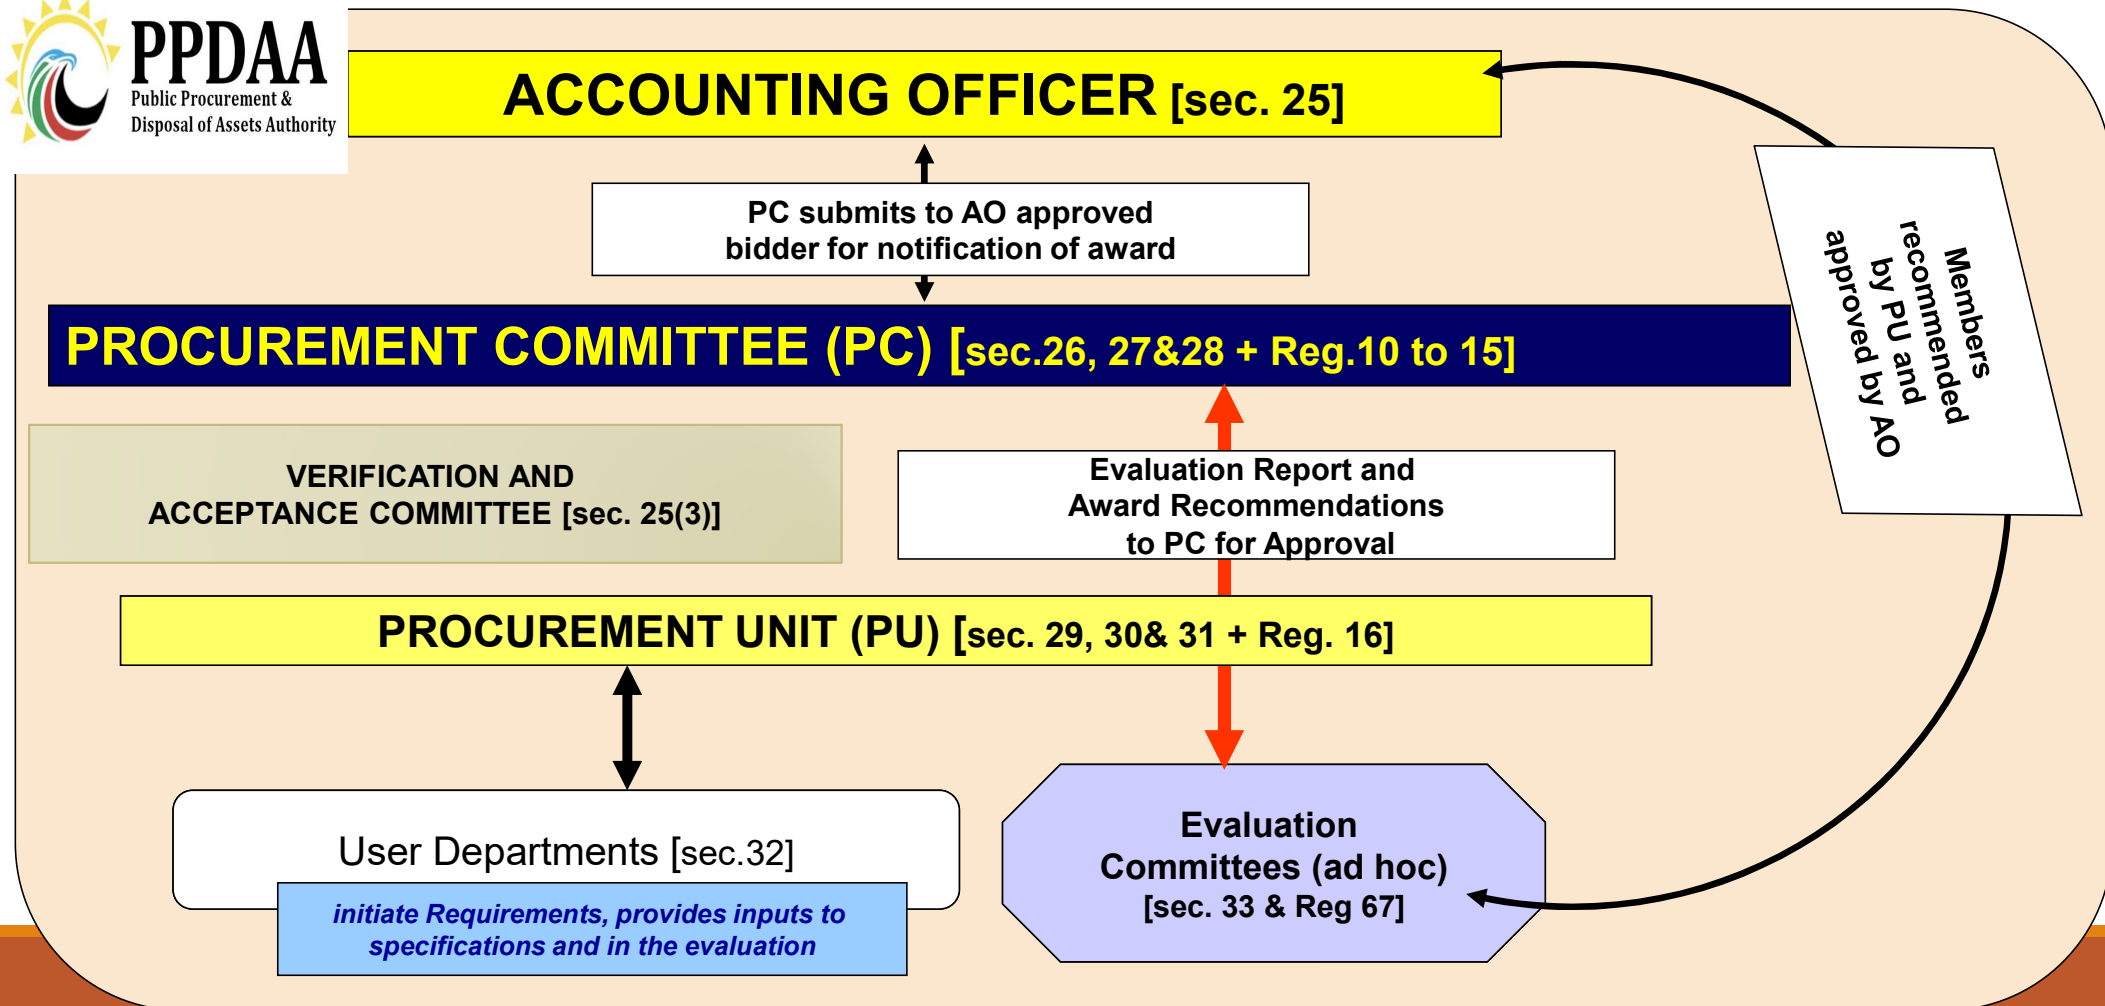 PPDAA
Public Procurement &
Disposal of Assets Authority
ACCOUNTING OFFICER [sec. 25]
PC submits to AO approved
bidder for notification of award
Members
recommended
by PU and
approved by AO
PROCUREMENT COMMITTEE (PC) [sec.26, 27&28 + Reg.10 to 15]
VERIFICATION AND
ACCEPTANCE COMMITTEE [sec. 25(3)]
Evaluation Report and
Award Recommendations
to PC for Approval
PROCUREMENT UNIT (PU) [sec. 29, 30& 31 + Reg. 16]
User Departments [sec.32]
initiate Requirements, provides inputs to
specifications and in the evaluation
Evaluation
Committees (ad hoc)
[sec. 33 & Reg 67]